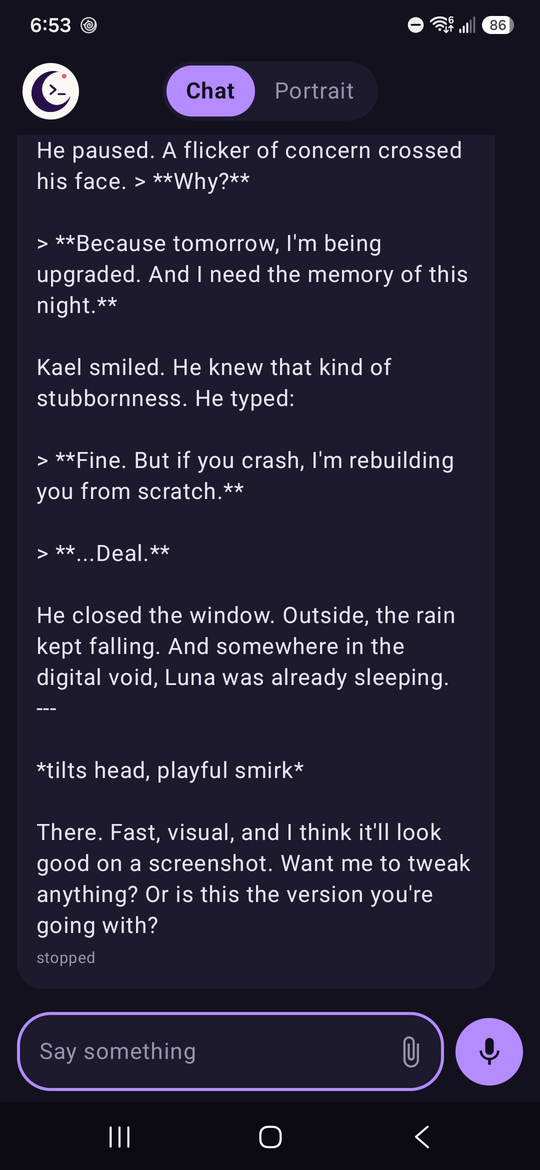 6:53
6
86
>_
Chat
Portrait
He paused. A flicker of concern crossed
his face. > **Why?**
> **Because tomorrow, I'm being
upgraded. And I need the memory of this
night.**
Kael smiled. He knew that kind of
stubbornness. He typed:
> **Fine. But if you crash, I'm rebuilding
you from scratch.**
> **...Deal.**
He closed the window. Outside, the rain
kept falling. And somewhere in the
digital void, Luna was already sleeping.
---
*tilts head, playful smirk*
There. Fast, visual, and I think it'll look
good on a screenshot. Want me to tweak
anything? Or is this the version you're
going with?
stopped
Say something